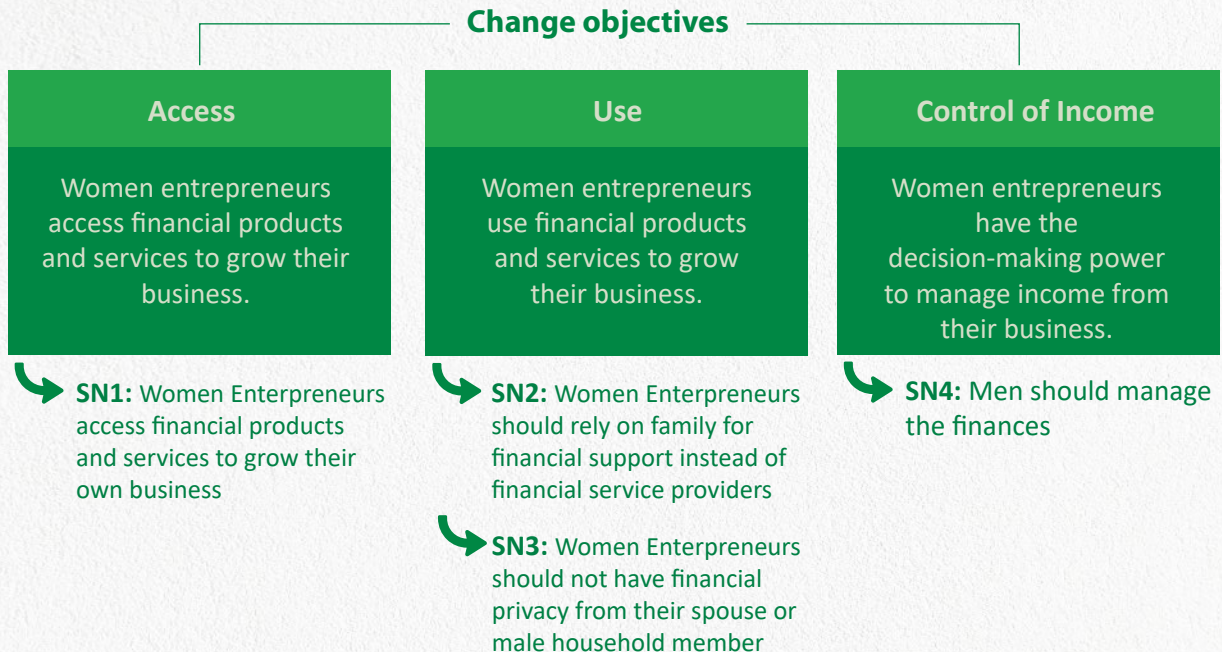 Change objectives
Access
Women entrepreneurs
access financial products
and services to grow their
business.
SN1: Women Enterpreneurs
access financial products
and services to grow their
own business
Use
Women entrepreneurs
use financial products
and services to grow
their business.
SN2: Women Enterpreneurs
should rely on family for
financial support instead of
financial service providers
SN3: Women Enterpreneurs
should not have financial
privacy from their spouse or
male household member
Control of Income
Women entrepreneurs
have the
decision-making power
to manage income from
their business.
SN4: Men should manage
the finances